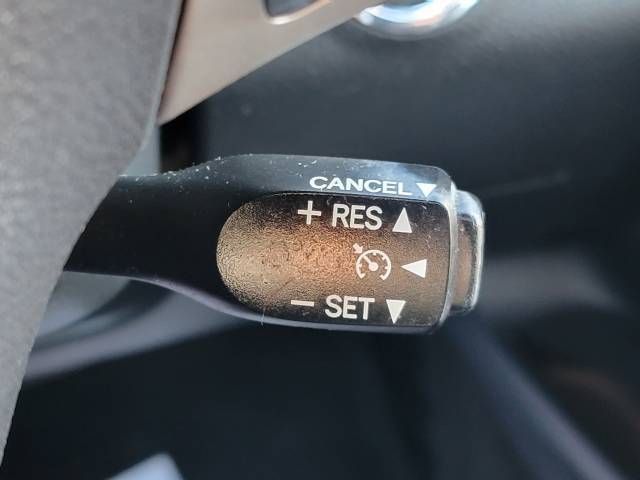 CANCEL▼
+ RES ▲
◀
− SET ▼